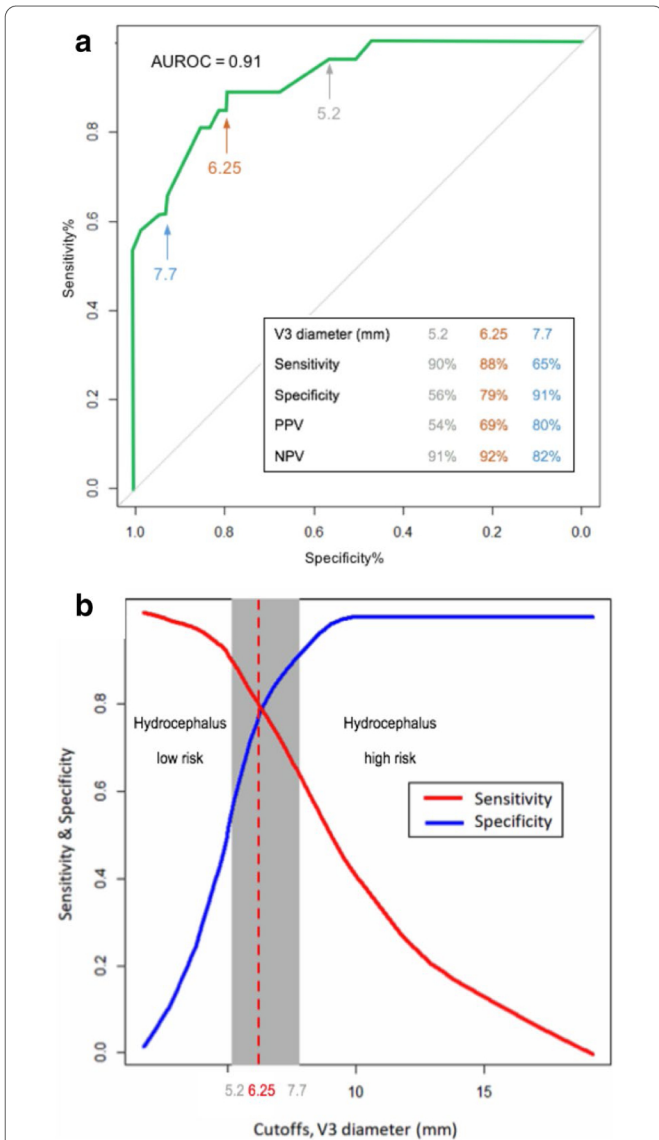 a
AUROC = 0.91
5.2
6.25
7.7
Sensitivity%
0.0 0.2 0.4 0.6 0.8
V3 diameter (mm) 5.2 6.25 7.7
Sensitivity 90% 88% 65%
Specificity 56% 79% 91%
PPV 54% 69% 80%
NPV 91% 92% 82%
1.0 0.8 0.6 0.4 0.2 0.0
Specificity%
b
Sensitivity & Specificity
0.0 0.2 0.4 0.6 0.8
Hydrocephalus
low risk
Hydrocephalus
high risk
Sensitivity
Specificity
5.2 6.25 7.7 10 15
Cutoffs, V3 diameter (mm)